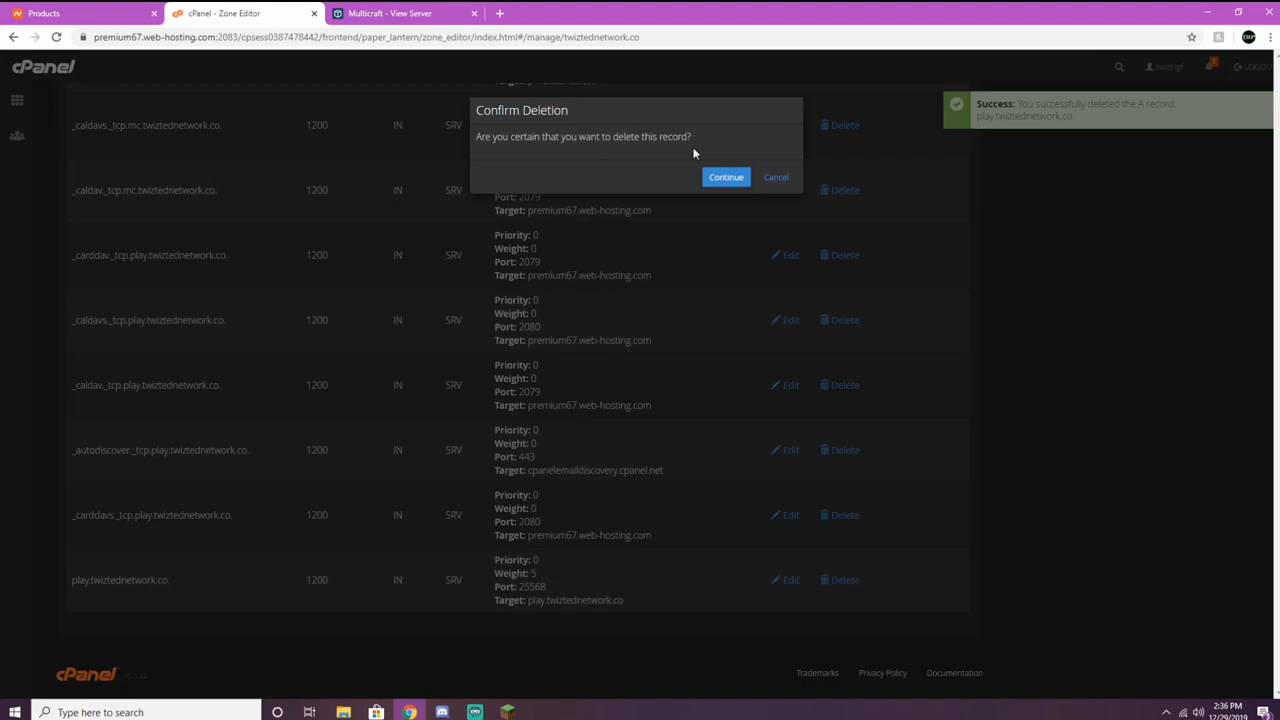 Products
cPanel - Zone Editor
Multicraft - View Server
premium67.web-hosting.com:2083/cpsess0387478442/frontend/paper_lantern/zone_editor/index.html#/manage/twiztednetwork.co
cPanel
LOGOUT
Confirm Deletion
Are you certain that you want to delete this record?
Continue Cancel
Success: You successfully deleted the A record:
play.twiztednetwork.co.
_caldavs._tcp.mc.twiztednetwork.co. 1200 IN SRV Delete
_caldav._tcp.mc.twiztednetwork.co. 1200 IN SRV Delete
Port: 2079
Target: premium67.web-hosting.com
Priority: 0
Weight: 0
_carddav._tcp.play.twiztednetwork.co. 1200 IN SRV Edit Delete
Port: 2079
Target: premium67.web-hosting.com
Priority: 0
Weight: 0
_caldavs._tcp.play.twiztednetwork.co. 1200 IN SRV Edit Delete
Port: 2080
Target: premium67.web-hosting.com
Priority: 0
Weight: 0
_caldav._tcp.play.twiztednetwork.co. 1200 IN SRV Edit Delete
Port: 2079
Target: premium67.web-hosting.com
Priority: 0
Weight: 0
_autodiscover._tcp.play.twiztednetwork.co. 1200 IN SRV Edit Delete
Port: 443
Target: cpanelemaildiscovery.cpanel.net
Priority: 0
Weight: 0
_carddavs._tcp.play.twiztednetwork.co. 1200 IN SRV Edit Delete
Port: 2080
Target: premium67.web-hosting.com
Priority: 0
Weight: 5
play.twiztednetwork.co. 1200 IN SRV Edit Delete
Port: 25568
Target: play.twiztednetwork.co
cPanel
Trademarks Privacy Policy Documentation
Type here to search
2:36 PM
12/29/2019